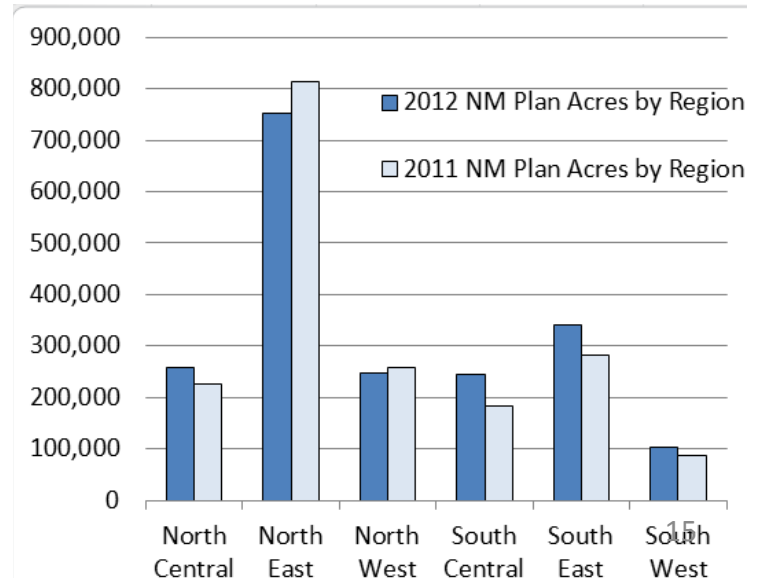 900,000
800,000
700,000
600,000
500,000
400,000
300,000
200,000
100,000
0
2012 NM Plan Acres by Region
2011 NM Plan Acres by Region
North Central
North East
North West
South Central
South East
South West
15